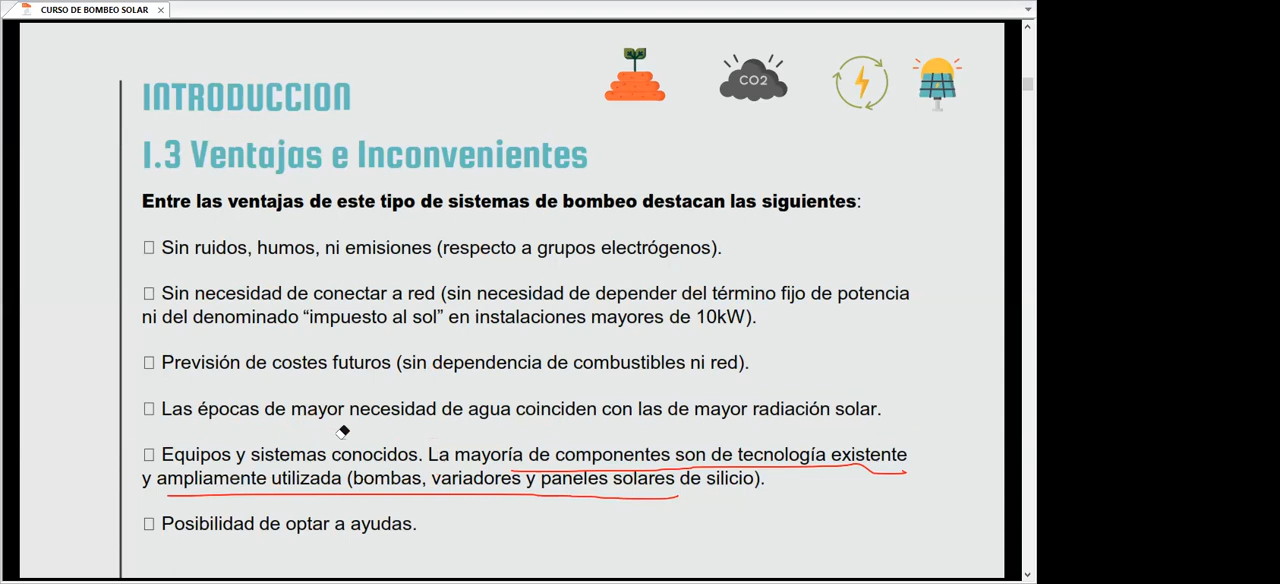 CURSO DE BOMBEO SOLAR
CO2
INTRODUCCION
1.3 Ventajas e Inconvenientes
Entre las ventajas de este tipo de sistemas de bombeo destacan las siguientes:
Sin ruidos, humos, ni emisiones (respecto a grupos electrógenos).
Sin necesidad de conectar a red (sin necesidad de depender del término fijo de potencia
ni del denominado “impuesto al sol” en instalaciones mayores de 10kW).
Previsión de costes futuros (sin dependencia de combustibles ni red).
Las épocas de mayor necesidad de agua coinciden con las de mayor radiación solar.
Equipos y sistemas conocidos. La mayoría de componentes son de tecnología existente
y ampliamente utilizada (bombas, variadores y paneles solares de silicio).
Posibilidad de optar a ayudas.